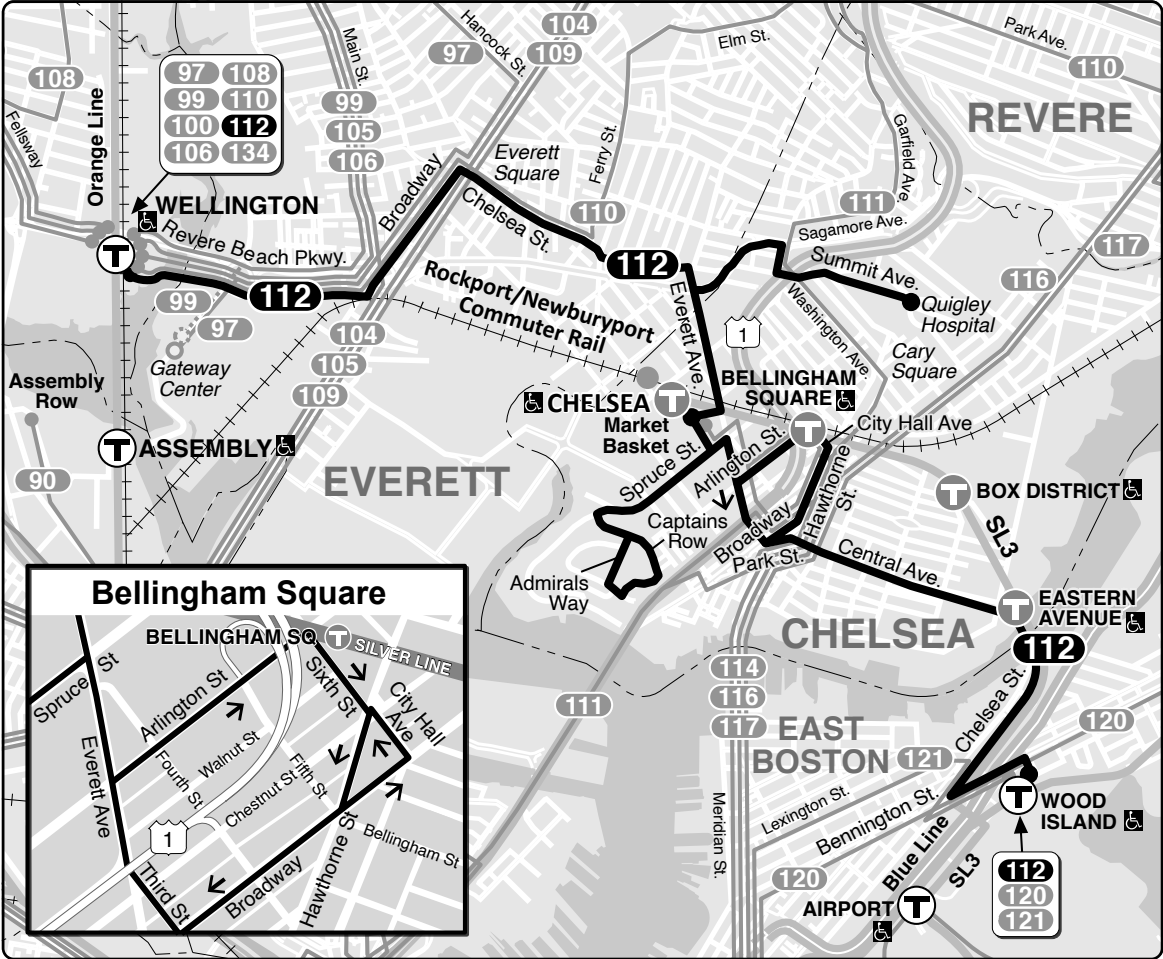 104
97
109
Hancock St.
Elm St.
Park Ave.
110
108
97 108
99 110
100 112
106 134
Main St.
99
105
106
Orange Line
Fellsway
REVERE
Garfield Ave.
Ferry St.
Everett
Square
Broadway
Chelsea St.
110
111
Sagamore Ave.
117
WELLINGTON
T
Revere Beach Pkwy.
112
Summit Ave.
116
112
99
97
Rockport/Newburyport
Commuter Rail
Everett Ave.
1
Washington Ave.
Quigley
Hospital
104
105
109
Cary
Square
Gateway
Center
Assembly
Row
BELLINGHAM
SQUARE
T
CHELSEA
T
Market
Basket
City Hall Ave
T
ASSEMBLY
90
EVERETT
Spruce St.
Arlington St.
Hawthorne
St.
T
BOX DISTRICT
SL3
Captains
Row
Broadway
Park St.
Central Ave.
Admirals
Way
T
EASTERN
AVENUE
CHELSEA
112
114
116
117
111
EAST
BOSTON
Chelsea St.
120
121
Meridian St.
Lexington St.
Bennington St.
T
WOOD
ISLAND
Blue Line
SL3
120
112
120
121
AIRPORT
T
Bellingham Square
BELLINGHAM SQ
T
SILVER LINE
Spruce St
Arlington St
Sixth St
City Hall
Ave
Everett Ave
Fourth St
Walnut St
Fifth St
Chestnut St
1
Hawthorne St
Bellingham St
Third St
Broadway